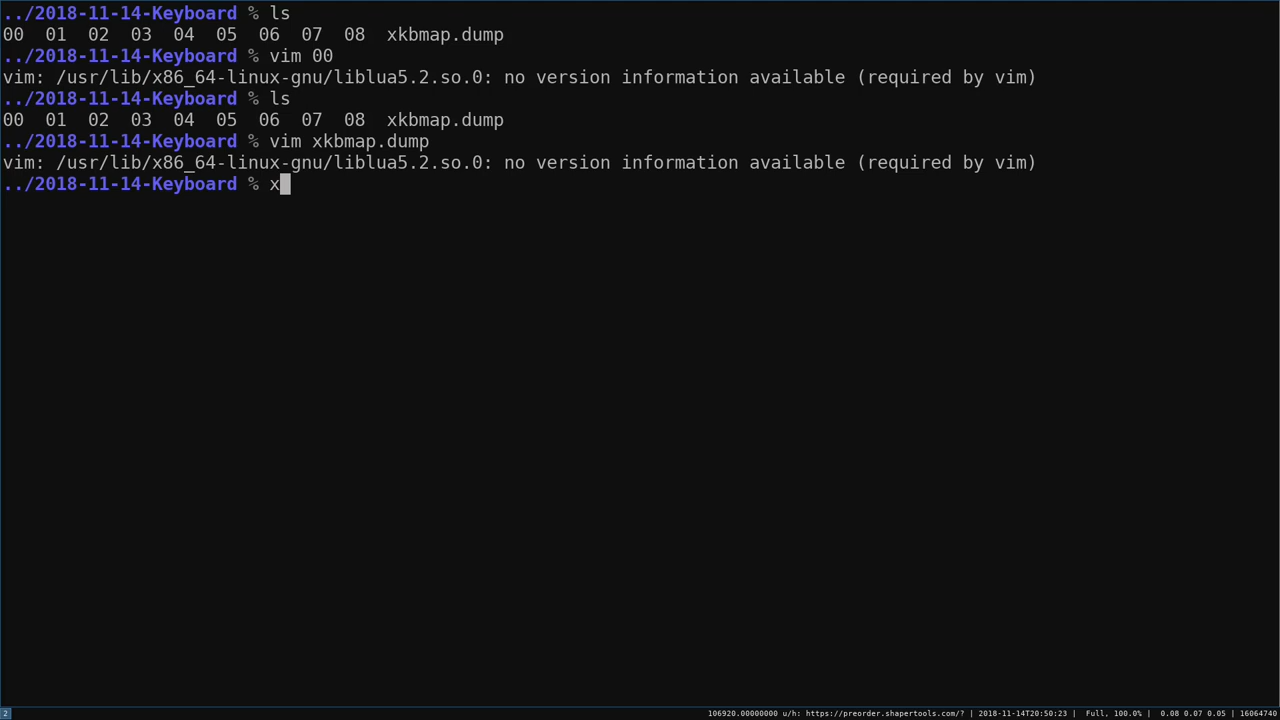 ../2018-11-14-Keyboard % ls
00  01  02  03  04  05  06  07  08  xkbmap.dump
../2018-11-14-Keyboard % vim 00
vim: /usr/lib/x86_64-linux-gnu/liblua5.2.so.0: no version information available (required by vim)
../2018-11-14-Keyboard % ls
00  01  02  03  04  05  06  07  08  xkbmap.dump
../2018-11-14-Keyboard % vim xkbmap.dump
vim: /usr/lib/x86_64-linux-gnu/liblua5.2.so.0: no version information available (required by vim)
../2018-11-14-Keyboard % x
2 106920.00000000 u/h: https://preorder.shapertools.com/? | 2018-11-14T20:50:23 |  Full, 100.0% |  0.08 0.07 0.05 | 16064740